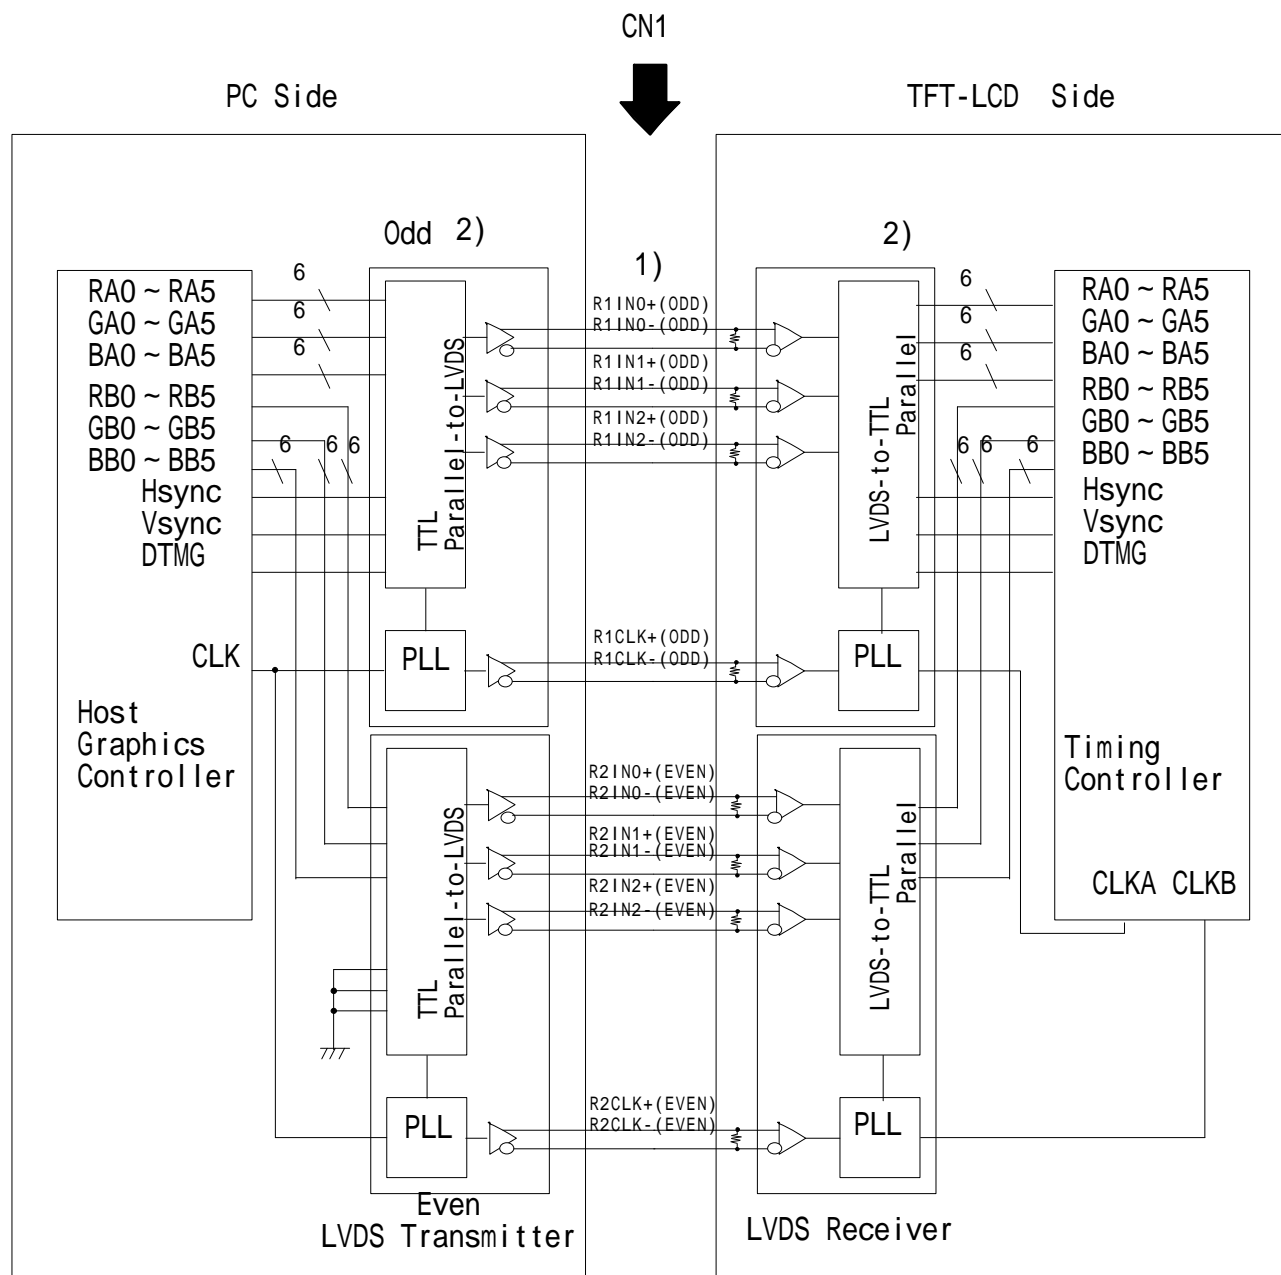 CN1
PC Side
TFT-LCD Side
Odd 2)
1)
2)
RA0 ~ RA5
GA0 ~ GA5
BA0 ~ BA5
RB0 ~ RB5
GB0 ~ GB5
BB0 ~ BB5
Hsync
Vsync
DTMG
CLK
Host
Graphics
Controller
6
6
6
6
6
6
TTL
Parallel-to-LVDS
PLL
R1IN0+(ODD)
R1IN0-(ODD)
R1IN1+(ODD)
R1IN1-(ODD)
R1IN2+(ODD)
R1IN2-(ODD)
R1CLK+(ODD)
R1CLK-(ODD)
LVDS-to-TTL
Parallel
PLL
6
6
6
6
6
6
RA0 ~ RA5
GA0 ~ GA5
BA0 ~ BA5
RB0 ~ RB5
GB0 ~ GB5
BB0 ~ BB5
Hsync
Vsync
DTMG
Timing
Controller
CLKA CLKB
TTL
Parallel-to-LVDS
PLL
R2IN0+(EVEN)
R2IN0-(EVEN)
R2IN1+(EVEN)
R2IN1-(EVEN)
R2IN2+(EVEN)
R2IN2-(EVEN)
R2CLK+(EVEN)
R2CLK-(EVEN)
LVDS-to-TTL
Parallel
PLL
Even
LVDS Transmitter
LVDS Receiver